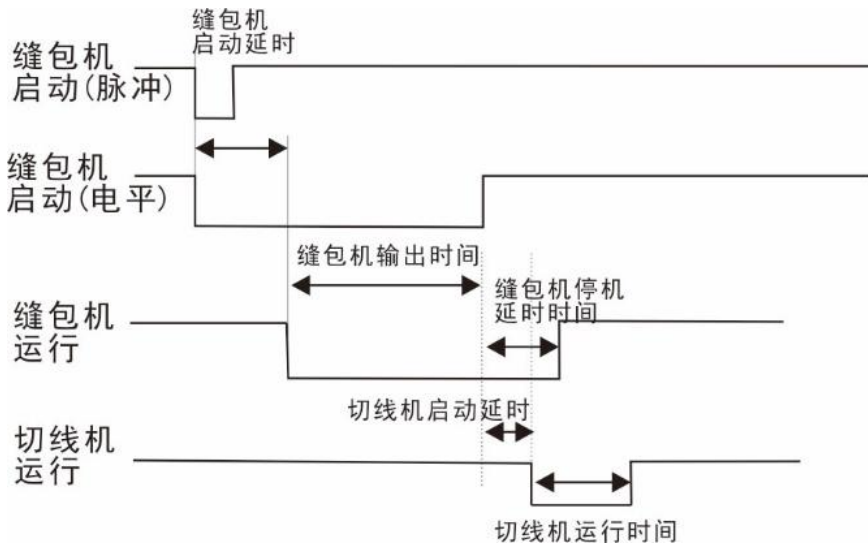 缝包机
启动延时
缝包机
启动(脉冲)
缝包机
启动(电平)
缝包机输出时间
缝包机停机
延时时间
缝包机
运行
切线机启动延时
切线机
运行
切线机运行时间